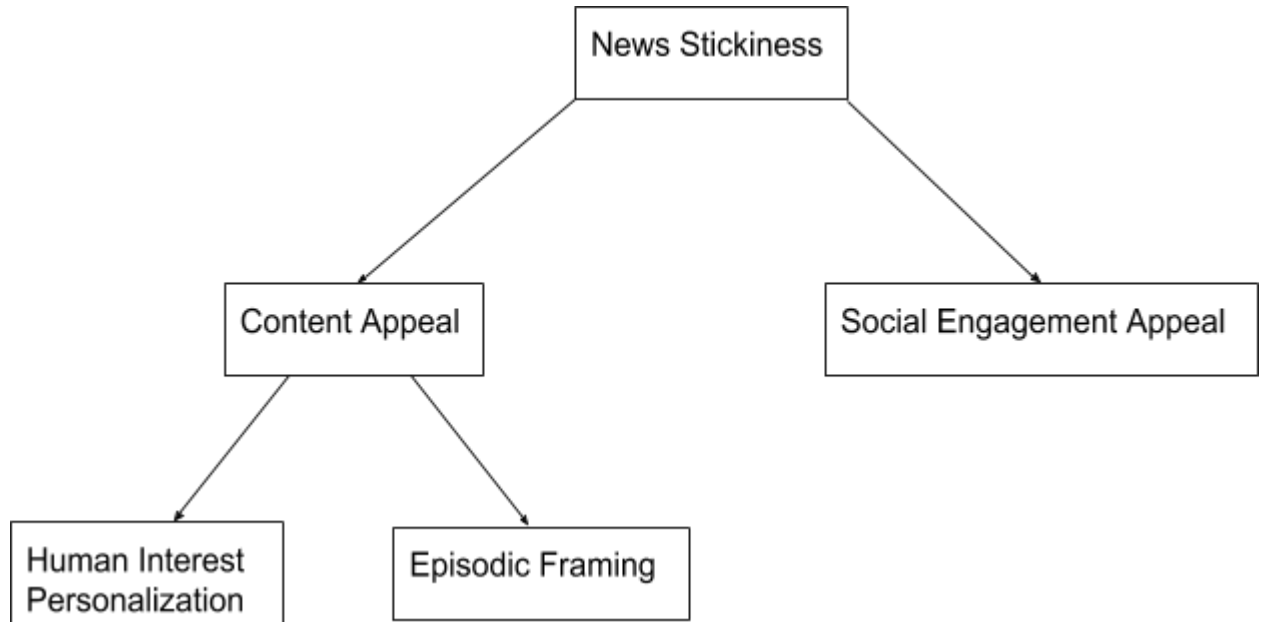 News Stickiness
Content Appeal
Social Engagement Appeal
Human Interest
Personalization
Episodic Framing